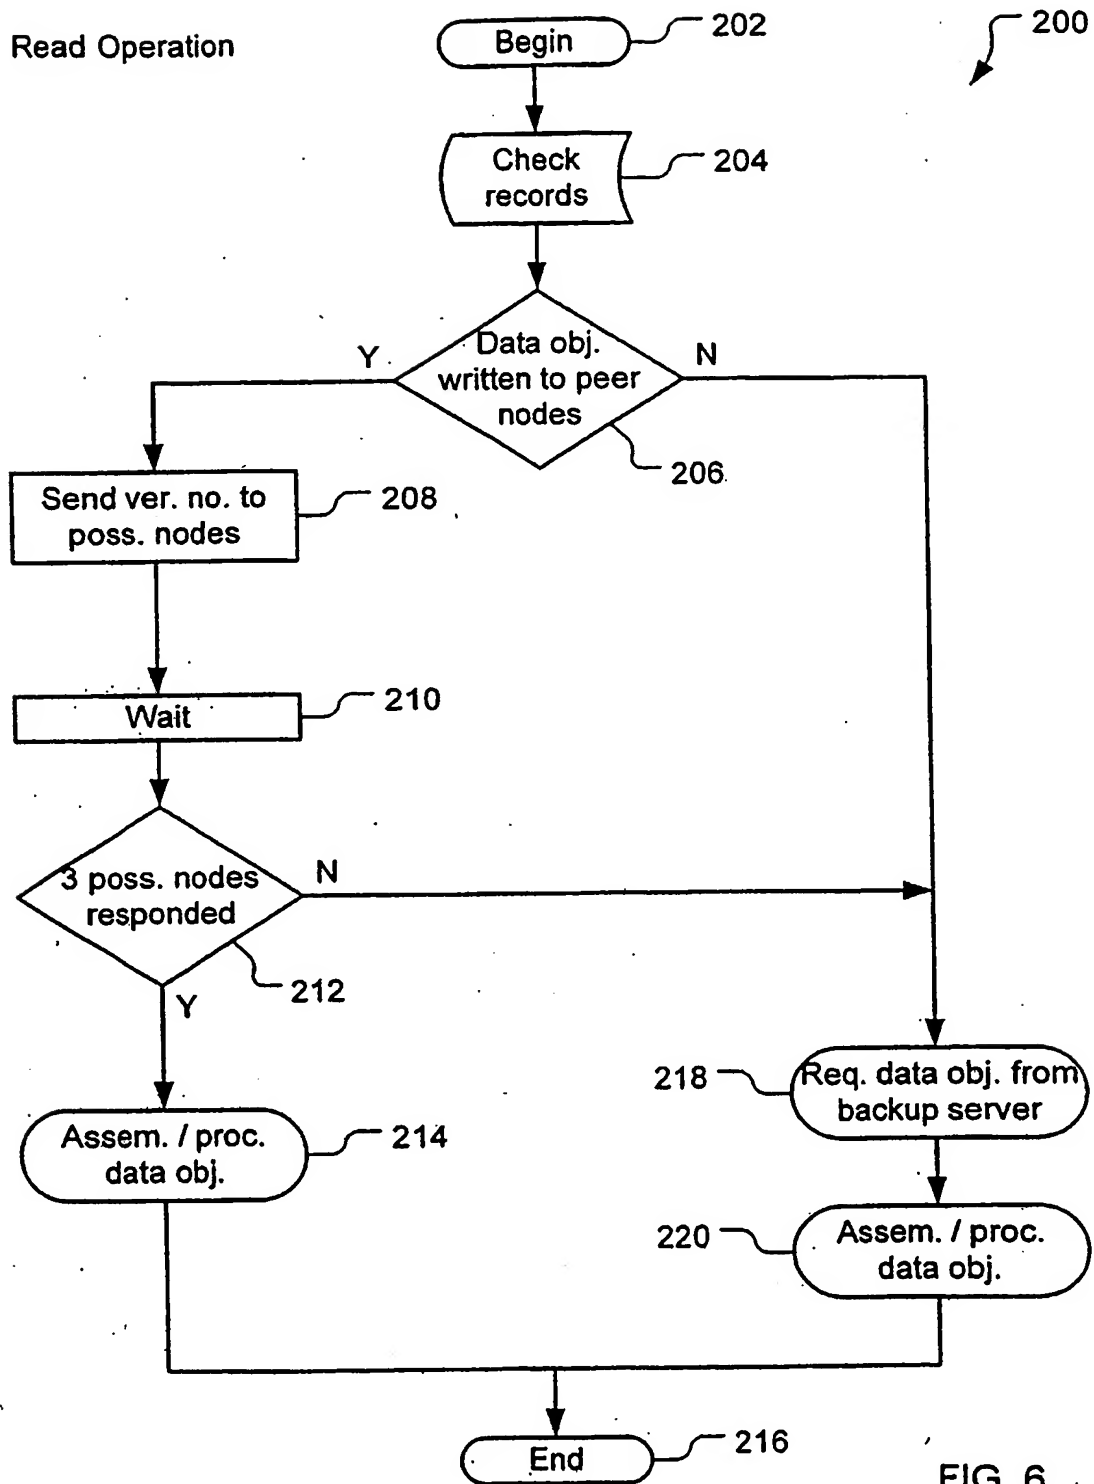 Read Operation
Begin
202
200
Check
records
204
Data obj.
written to peer
nodes
Y
N
206
Send ver. no. to
poss. nodes
208
Wait
210
3 poss. nodes
responded
N
212
Y
Assem. / proc.
data obj.
214
218
Req. data obj. from
backup server
220
Assem. / proc.
data obj.
End
216
FIG. 6